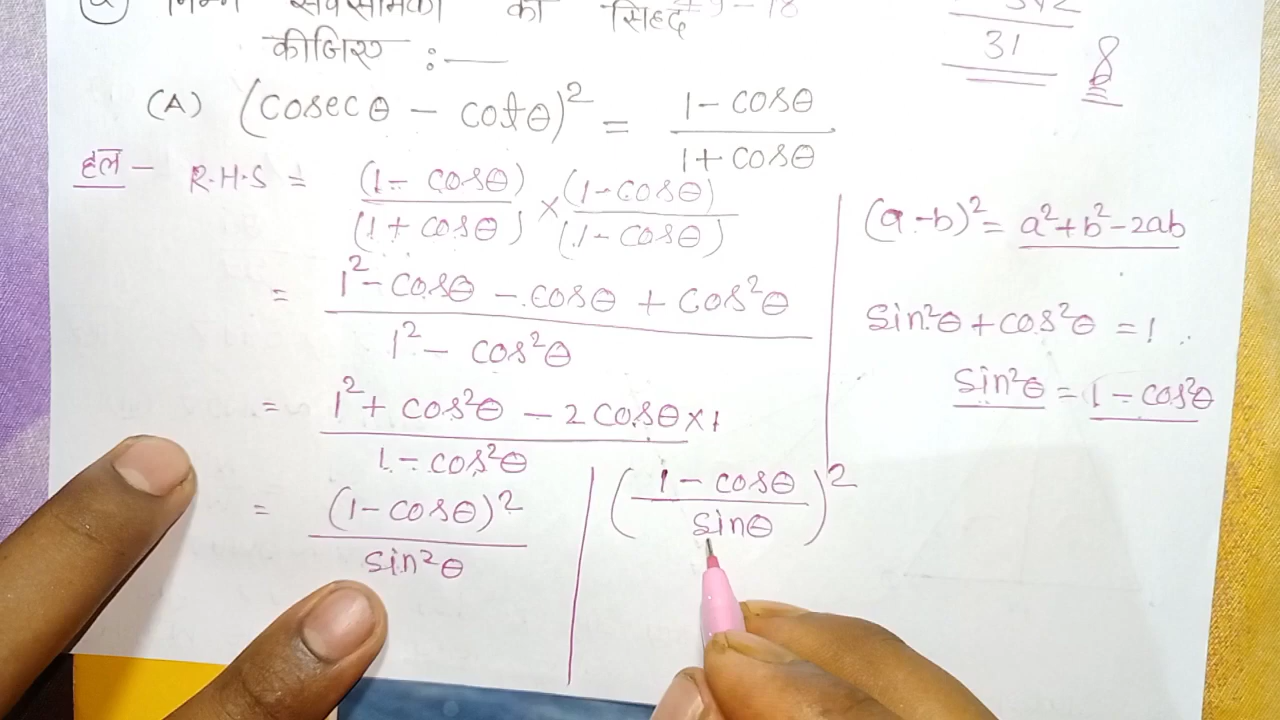 सिद्ध
कीजिए :—
31
8
(A) (cosecθ - cotθ)² = 1 - cosθ / 1 + cosθ
हल - R.H.S = (1 - cosθ) / (1 + cosθ) × (1 - cosθ) / (1 - cosθ)
= 1² - cosθ - cosθ + cos²θ / 1² - cos²θ
= 1² + cos²θ - 2 cosθ × 1 / 1 - cos²θ
= (1 - cosθ)² / sin²θ
(1 - cosθ / sinθ)²
(a - b)² = a² + b² - 2ab
sin²θ + cos²θ = 1
sin²θ = 1 - cos²θ